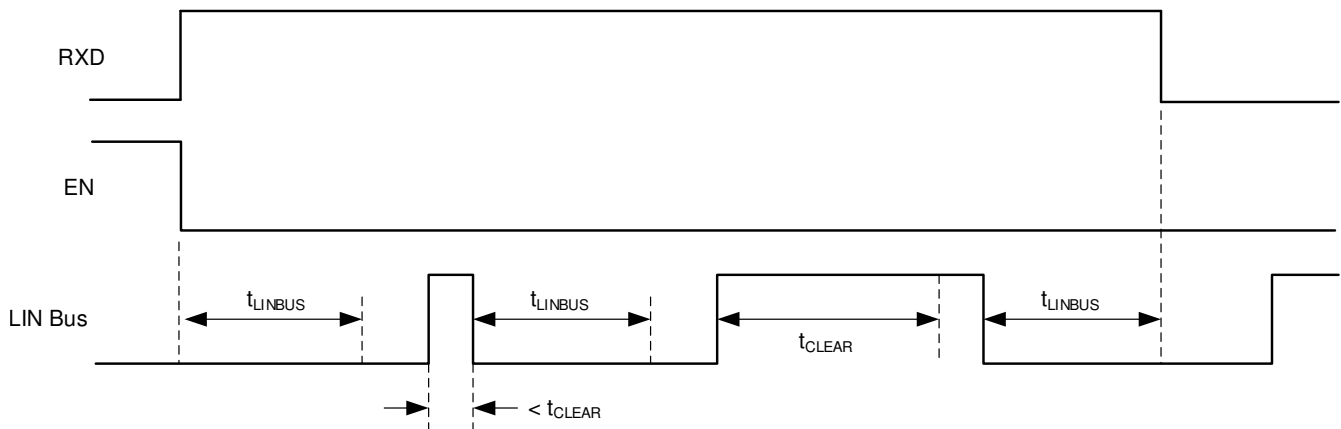 RXD
EN
LIN Bus
tLINBUS
tLINBUS
tCLEAR
tLINBUS
< tCLEAR